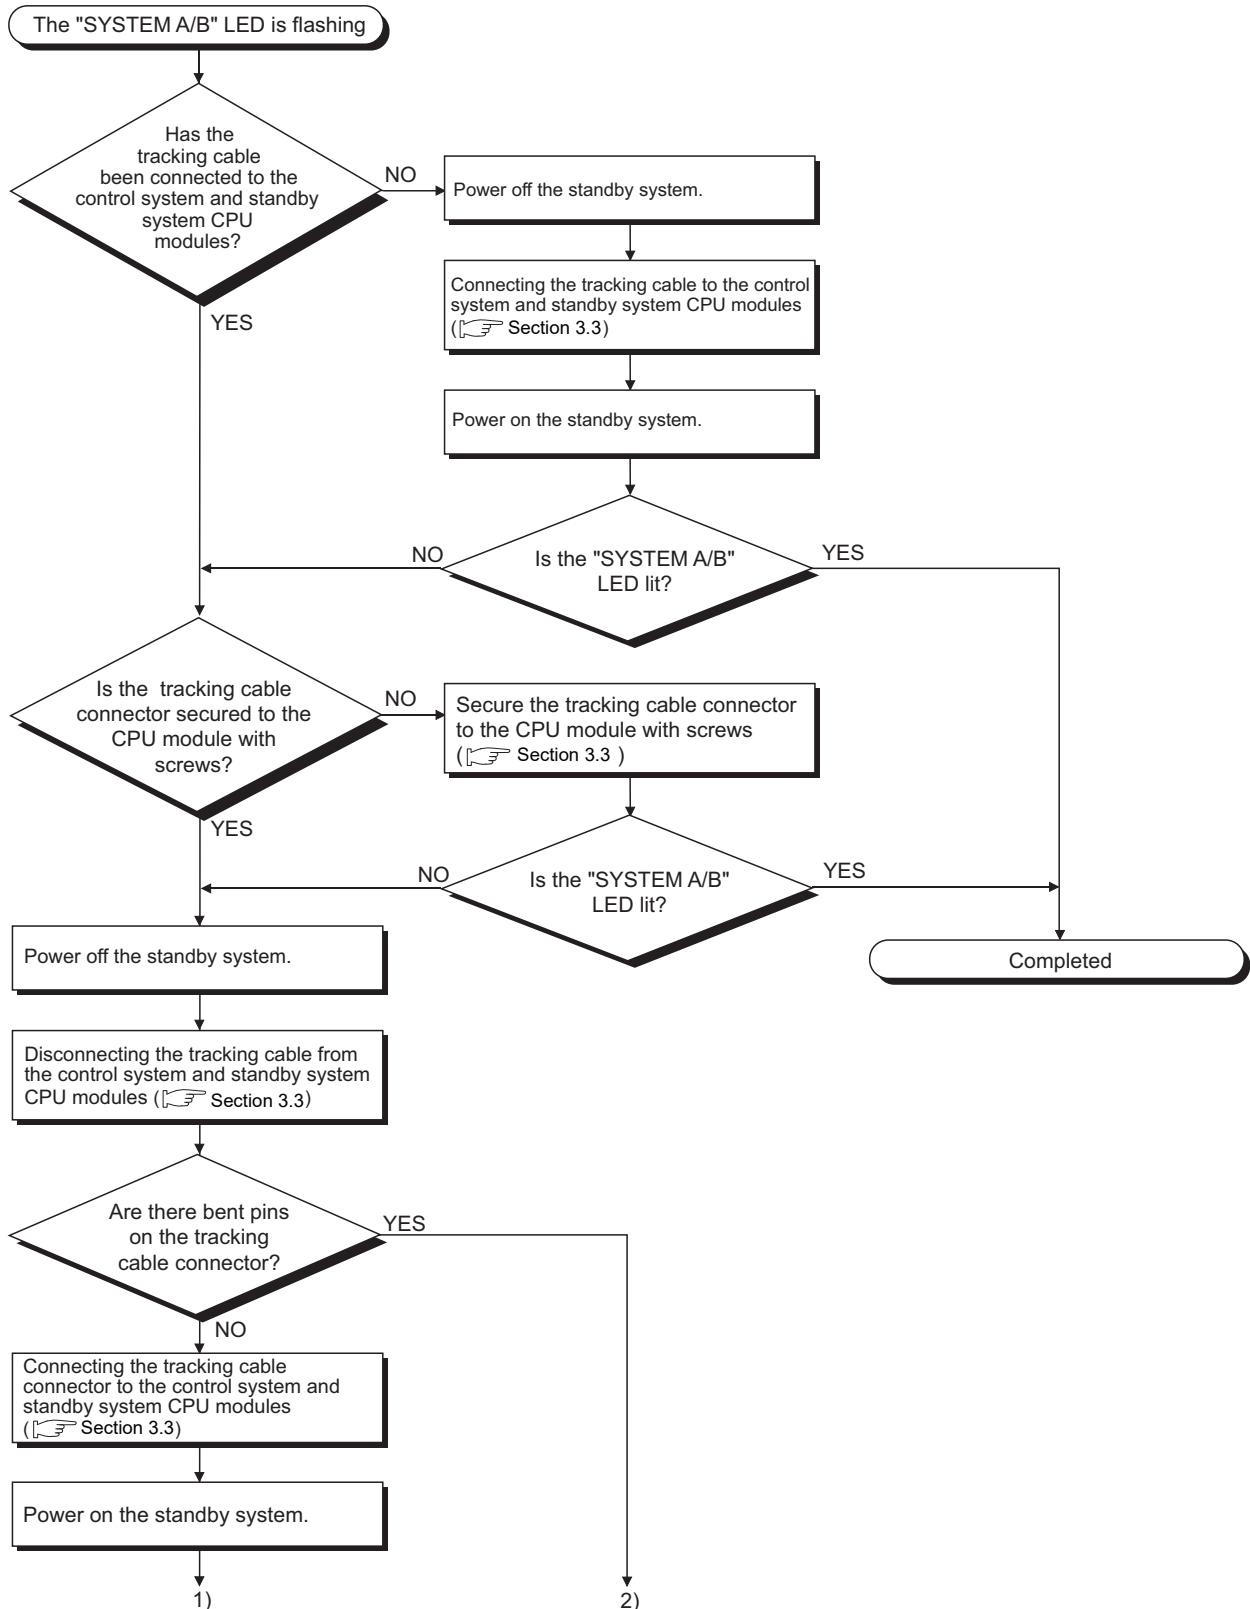 The "SYSTEM A/B" LED is flashing
Has the
tracking cable
been connected to the
control system and standby
system CPU
modules?
NO
Power off the standby system.
Connecting the tracking cable to the control
system and standby system CPU modules
( Section 3.3)
YES
Power on the standby system.
NO
Is the "SYSTEM A/B"
LED lit?
YES
Is the tracking cable
connector secured to the
CPU module with
screws?
NO
Secure the tracking cable connector
to the CPU module with screws
( Section 3.3 )
YES
NO
Is the "SYSTEM A/B"
LED lit?
YES
Power off the standby system.
Completed
Disconnecting the tracking cable from
the control system and standby system
CPU modules ( Section 3.3)
Are there bent pins
on the tracking
cable connector?
YES
NO
Connecting the tracking cable
connector to the control system and
standby system CPU modules
( Section 3.3)
Power on the standby system.
1)
2)